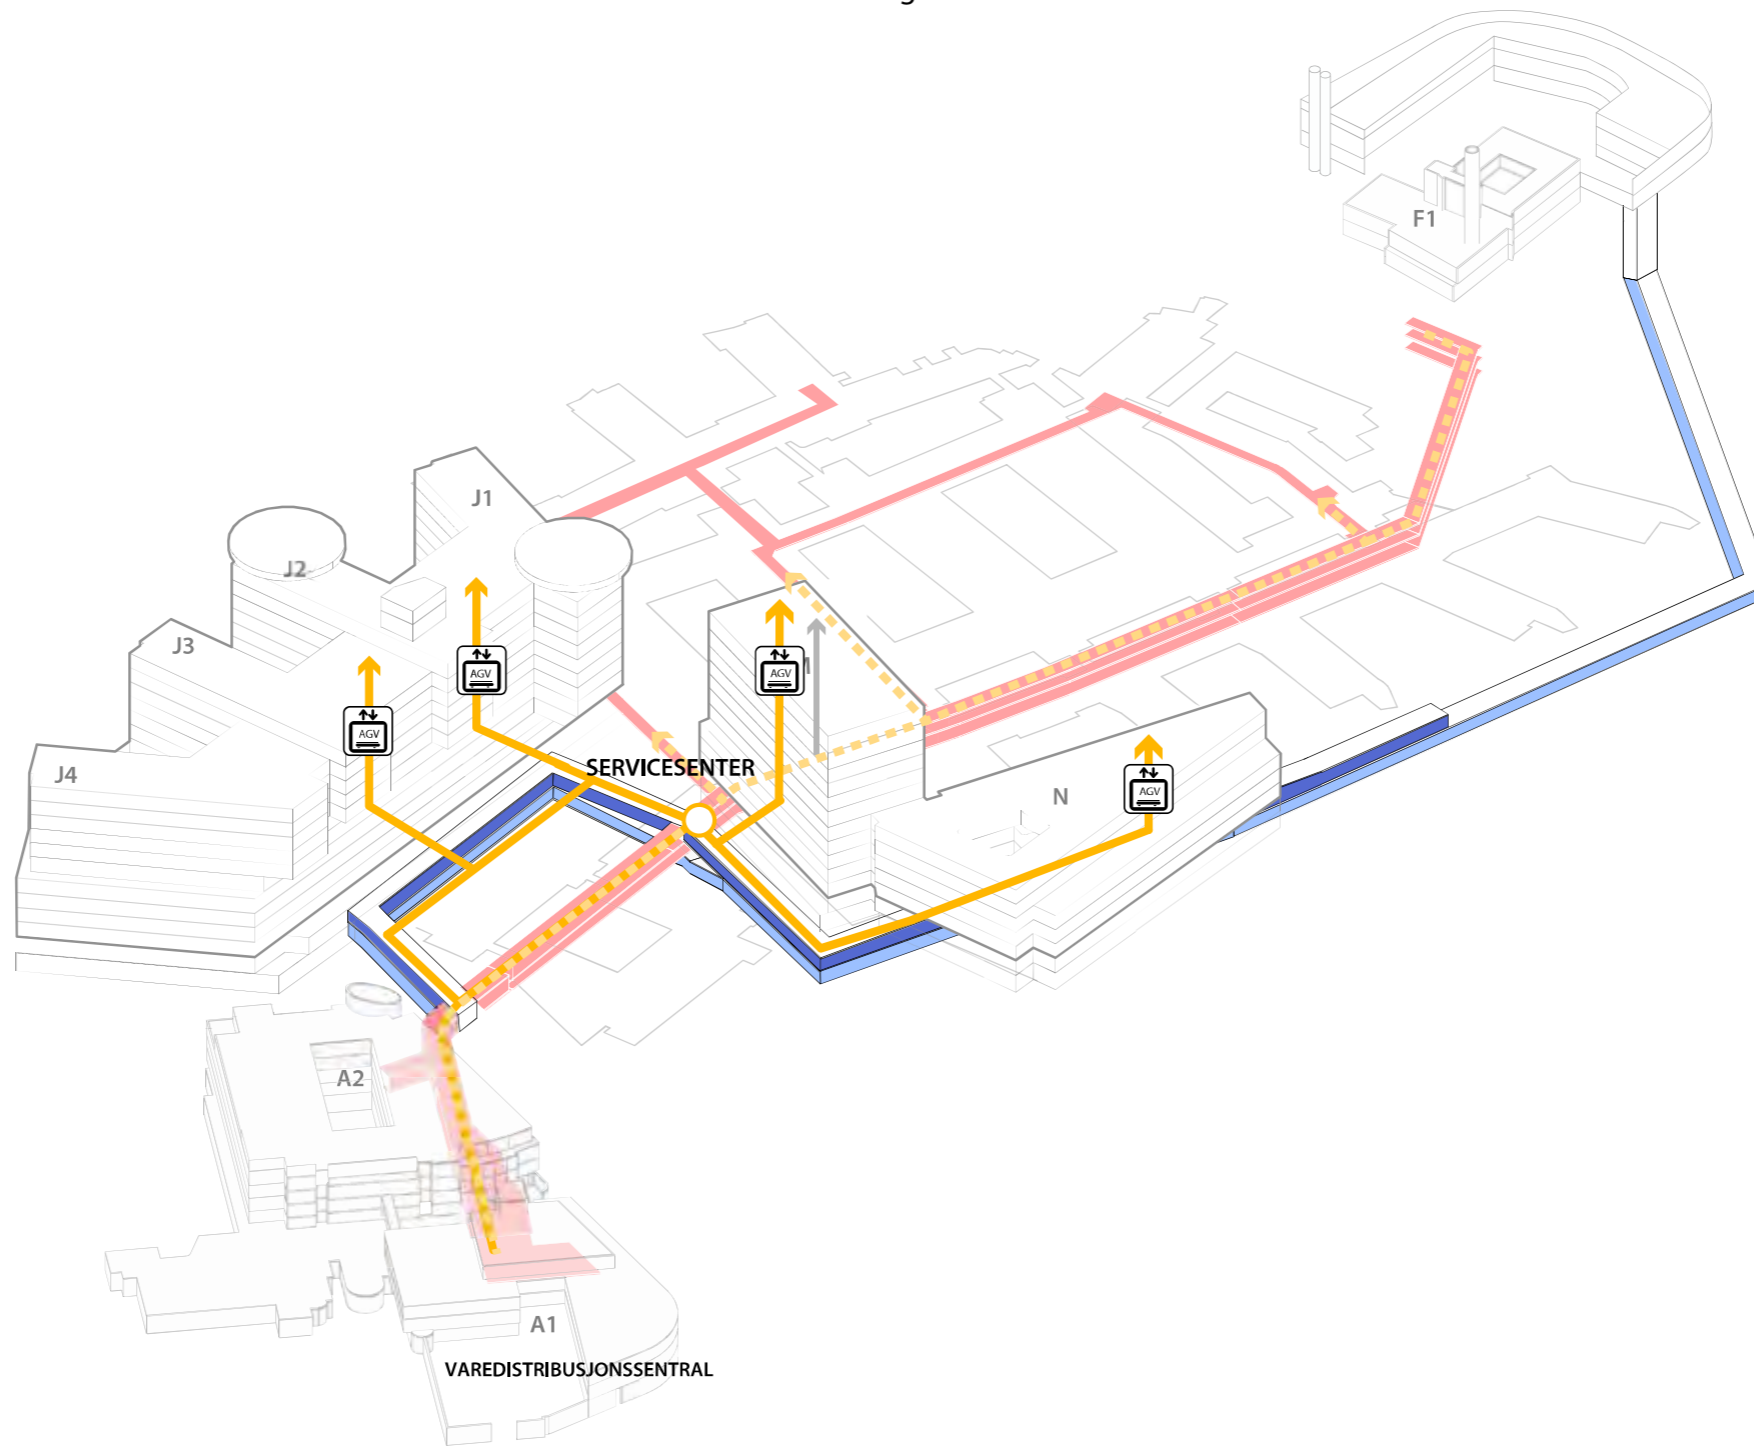 F1
J1
J2
J3
AGV
AGV
M
AGV
J4
SERVICESENTER
N
AGV
A2
A1
VAREDISTRIBUSJONSSENTRAL